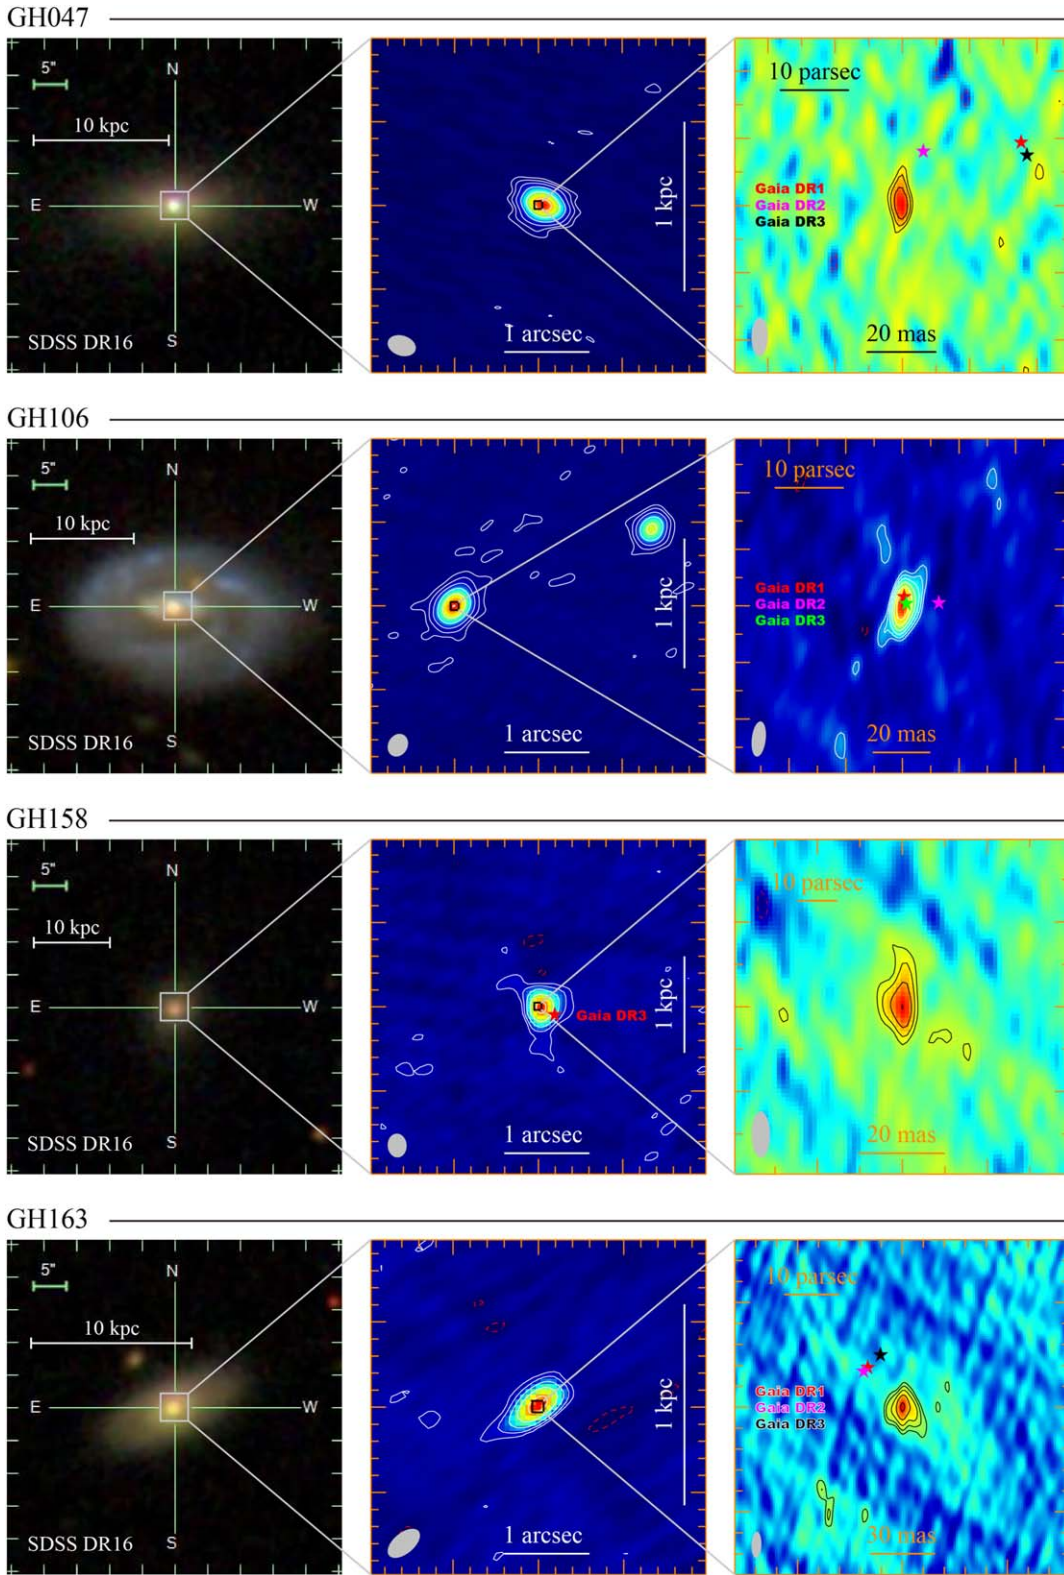 GH047
5"
N
10 kpc
E
W
SDSS DR16
S
1 kpc
1 arcsec
10 parsec
Gaia DR1
Gaia DR2
Gaia DR3
20 mas
GH106
5"
N
10 kpc
E
W
SDSS DR16
S
1 kpc
1 arcsec
10 parsec
Gaia DR1
Gaia DR2
Gaia DR3
20 mas
GH158
5"
N
10 kpc
E
W
SDSS DR16
S
Gaia DR3
1 kpc
1 arcsec
10 parsec
20 mas
GH163
5"
N
10 kpc
E
W
SDSS DR16
S
1 kpc
1 arcsec
10 parsec
Gaia DR1
Gaia DR2
Gaia DR3
30 mas